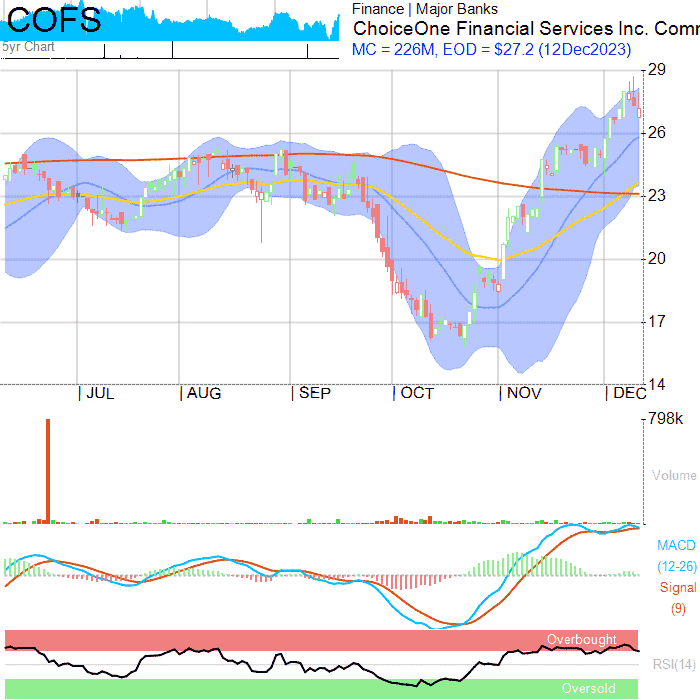 COFS
5yr Chart
Finance | Major Banks
ChoiceOne Financial Services Inc. Comm
MC = 226M, EOD = $27.2 (12Dec2023)
29
26
23
20
17
14
JUL
AUG
SEP
OCT
NOV
DEC
798k
Volume
MACD
(12-26)
Signal
(9)
Overbought
RSI(14)
Oversold